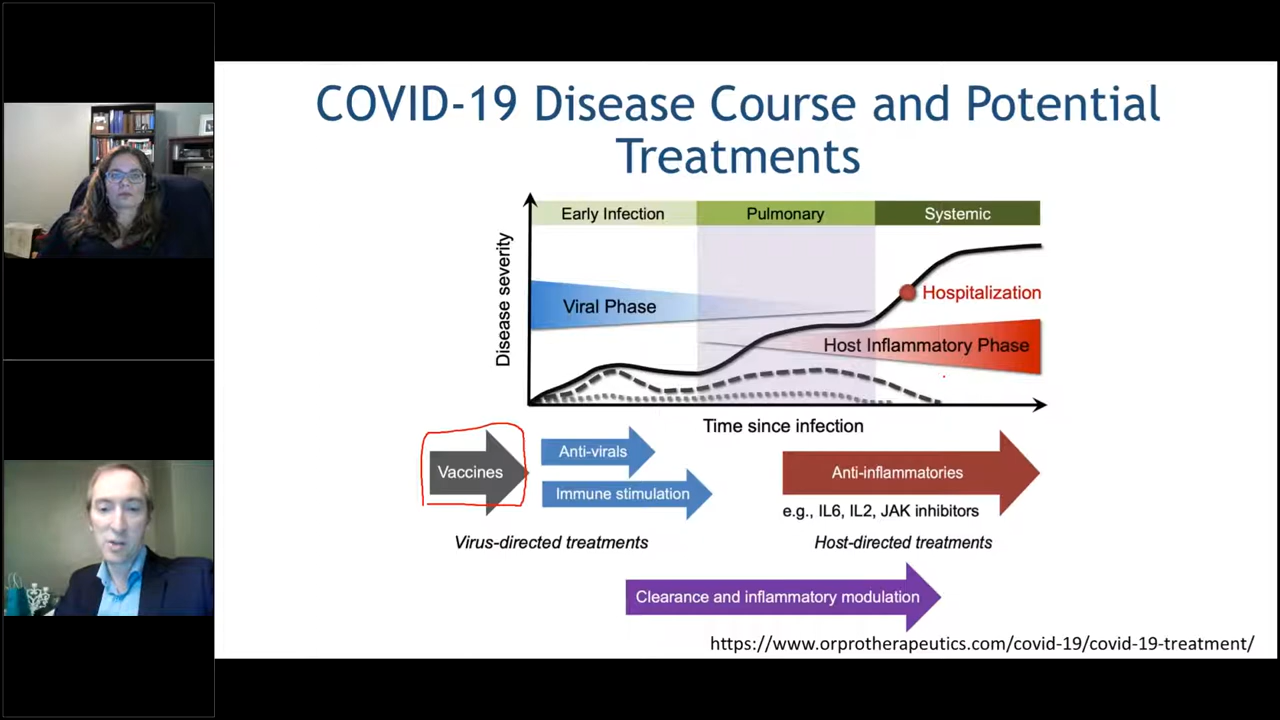 COVID-19 Disease Course and Potential
Treatments
Early Infection
Pulmonary
Systemic
Disease severity
Viral Phase
Hospitalization
Host Inflammatory Phase
Time since infection
Vaccines
Anti-virals
Immune stimulation
Anti-inflammatories
e.g., IL6, IL2, JAK inhibitors
Virus-directed treatments
Host-directed treatments
Clearance and inflammatory modulation
https://www.orprotherapeutics.com/covid-19/covid-19-treatment/